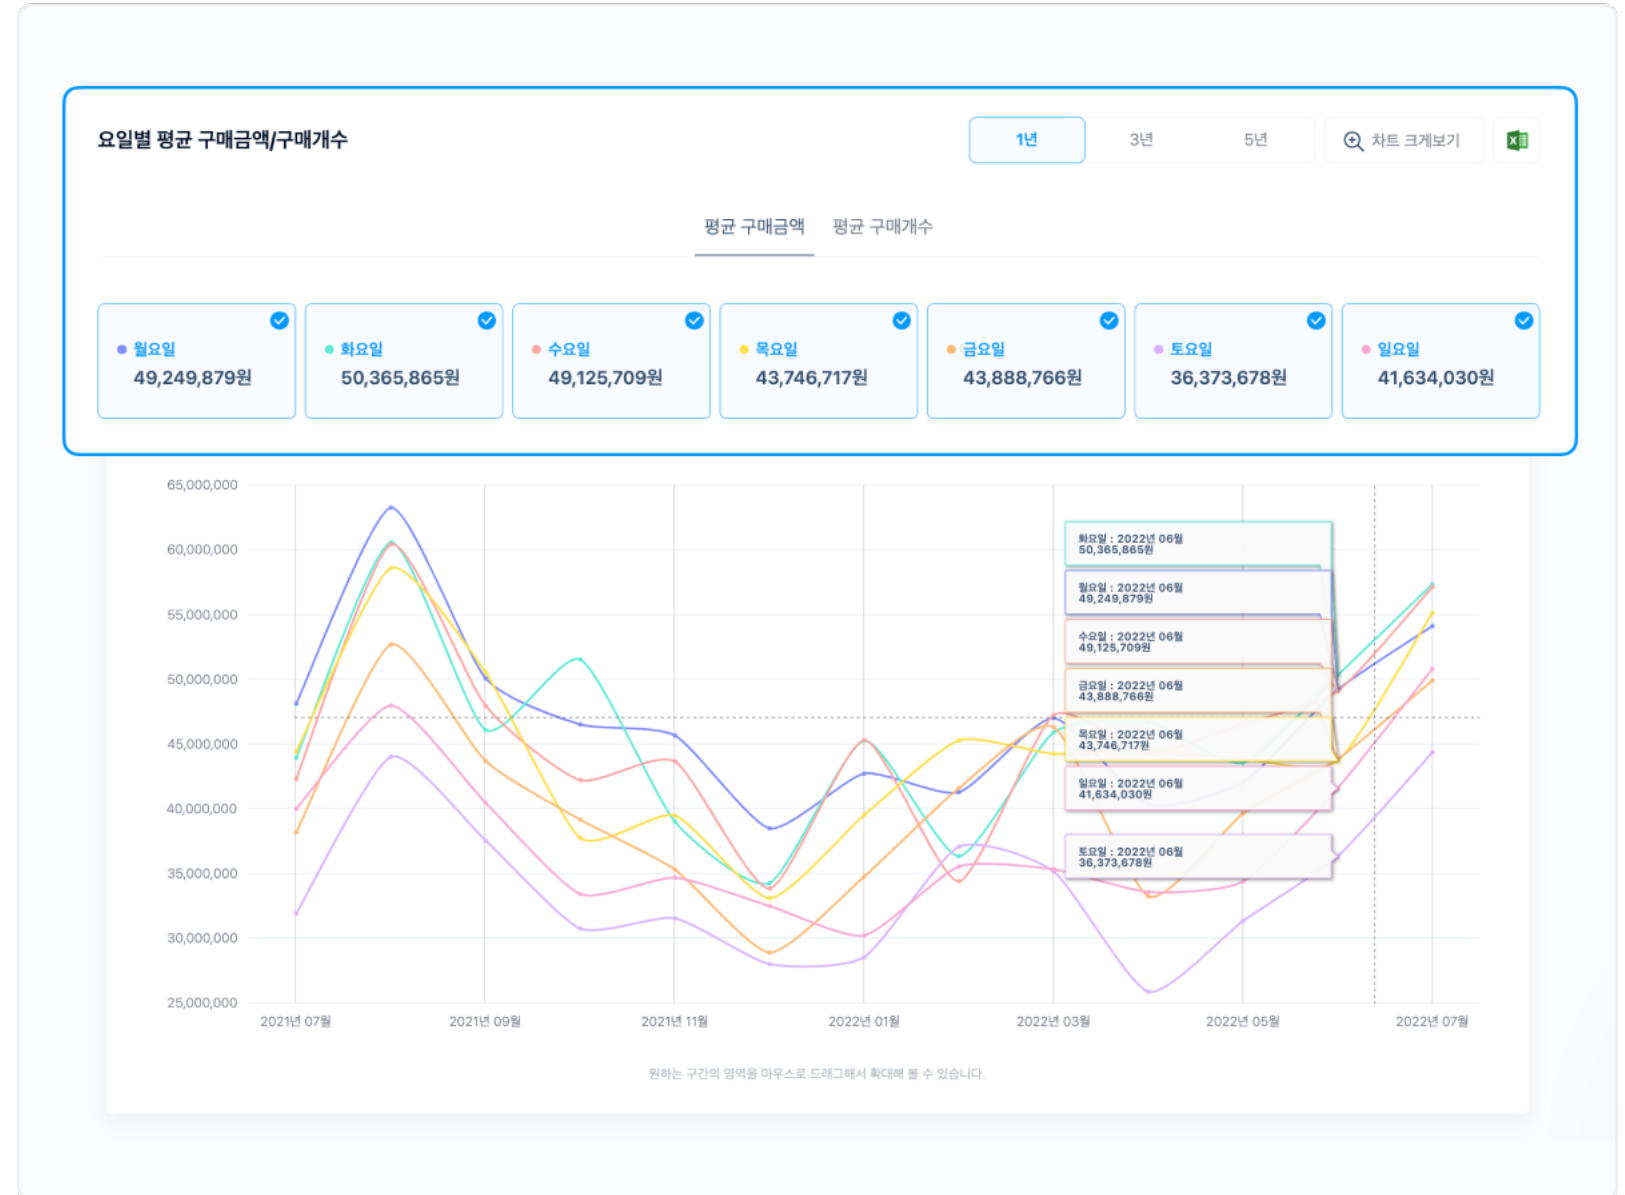 요일별 평균 구매금액/구매개수
1년
3년
5년
차트 크게보기
평균 구매금액
평균 구매개수
월요일
49,249,879원
화요일
50,365,865원
수요일
49,125,709원
목요일
43,746,717원
금요일
43,888,766원
토요일
36,373,678원
일요일
41,634,030원
65,000,000
60,000,000
55,000,000
50,000,000
45,000,000
40,000,000
35,000,000
30,000,000
25,000,000
화요일 : 2022년 06월
50,365,865원
월요일 : 2022년 06월
49,249,879원
수요일 : 2022년 06월
49,125,709원
금요일 : 2022년 06월
43,888,766원
목요일 : 2022년 06월
43,746,717원
일요일 : 2022년 06월
41,634,030원
토요일 : 2022년 06월
36,373,678원
2021년 07월
2021년 09월
2021년 11월
2022년 01월
2022년 03월
2022년 05월
2022년 07월
원하는 구간의 영역을 마우스로 드래그해서 확대해 볼 수 있습니다.